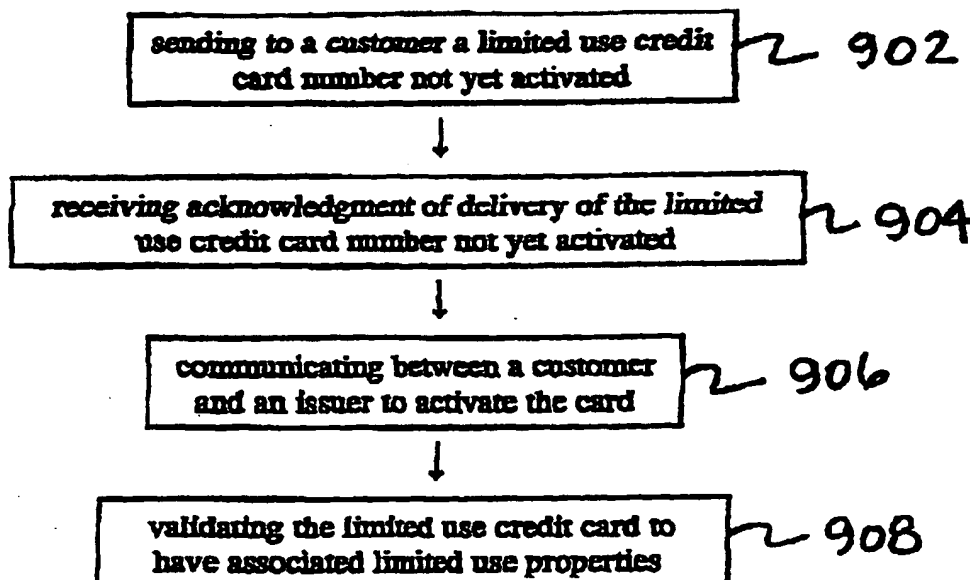 sending to a customer a limited use credit
card number not yet activated
902
receiving acknowledgment of delivery of the limited
use credit card number not yet activated
904
communicating between a customer
and an issuer to activate the card
906
validating the limited use credit card to
have associated limited use properties
908